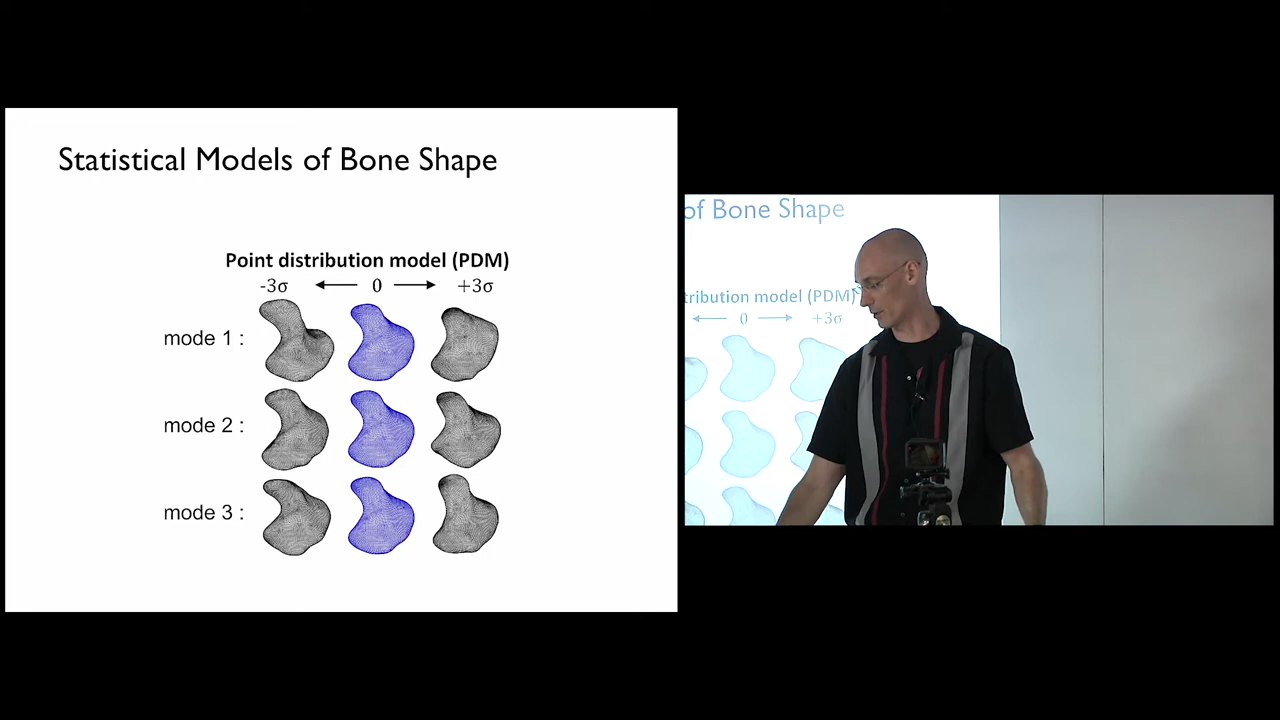 Statistical Models of Bone Shape
Point distribution model (PDM)
-3σ 0 +3σ
mode 1 :
mode 2 :
mode 3 :
of Bone Shape
tribution model (PDM)
0 +3σ